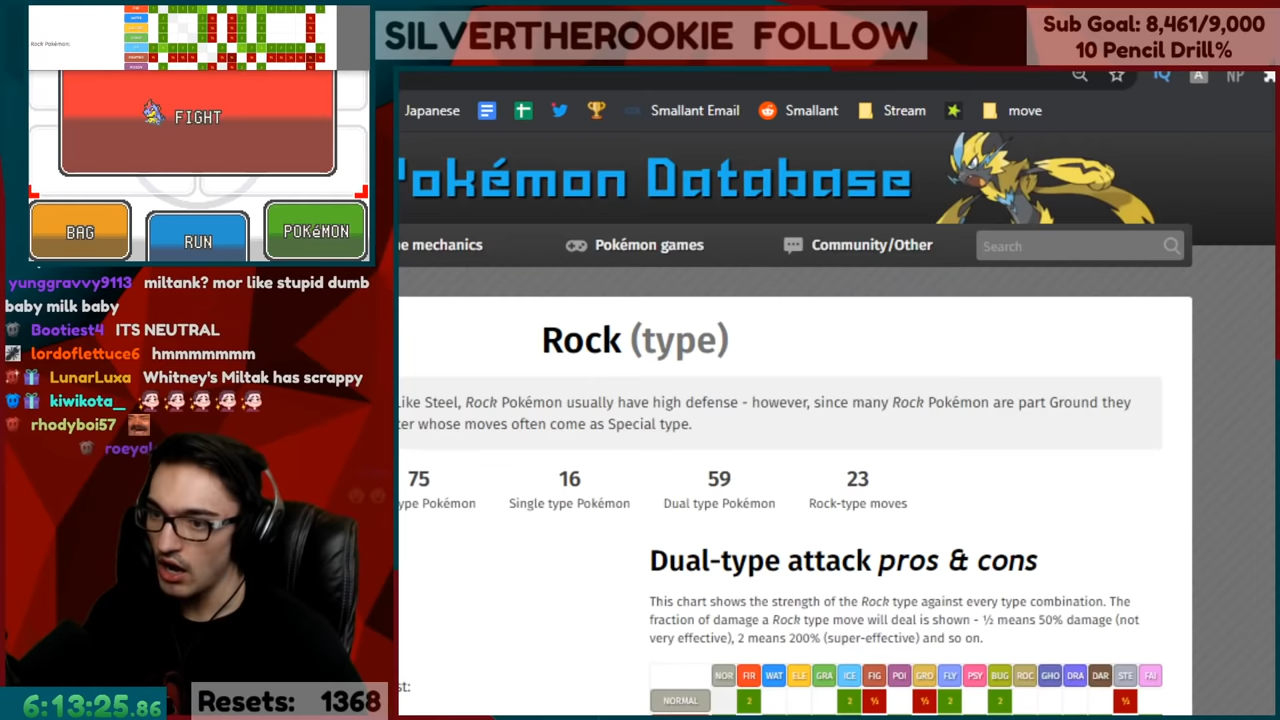 SILVERTHEROOKIE FOLLOW
Sub Goal: 8,461/9,000
10 Pencil Drill%
Rock Pokémon:
FIGHT
BAG
RUN
POKéMON
yunggravvy9113 miltank? mor like stupid dumb
baby milk baby
Bootiest4 ITS NEUTRAL
lordoflettuce6 hmmmmmmm
LunarLuxa Whitney's Miltak has scrappy
kiwikota_
rhodyboi57
roeyal
6:13:25.86
Resets: 1368
IQ
A
NP
Japanese
Smallant Email
Smallant
Stream
move
Pokémon Database
e mechanics
Pokémon games
Community/Other
Search
Rock (type)
ike Steel, Rock Pokémon usually have high defense - however, since many Rock Pokémon are part Ground they
ter whose moves often come as Special type.
75
16
59
23
ype Pokémon
Single type Pokémon
Dual type Pokémon
Rock-type moves
Dual-type attack pros & cons
This chart shows the strength of the Rock type against every type combination. The
fraction of damage a Rock type move will deal is shown - ½ means 50% damage (not
very effective), 2 means 200% (super-effective) and so on.
st:
NOR FIR WAT ELE GRA ICE FIG POI GRO FLY PSY BUG ROC GHO DRA DAR STE FAI
NORMAL 2 2 ½ ½ 2 2 ½